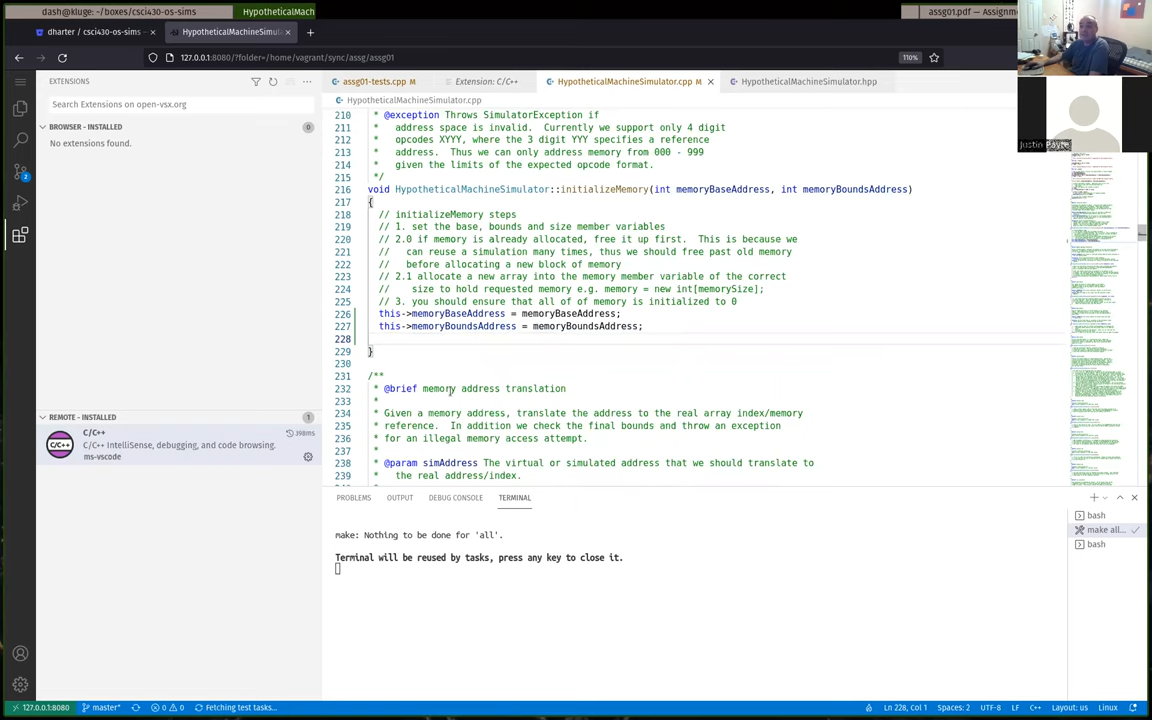 dash@kluge: ~/boxes/csci430-os-sims
HypotheticalMach
assg01.pdf — Assignm
dharter / csci430-os-sims
HypotheticalMachineSimul
127.0.0.1:8080/?folder=/home/vagrant/sync/assg/assg01
110%
Justin Payte
EXTENSIONS
Search Extensions on open-vsx.org
BROWSER - INSTALLED
0
No extensions found.
2
REMOTE - INSTALLED
1
C/C++
398ms
C/C++ IntelliSense, debugging, and code browsing.
ms-vscode
assg01-tests.cpp M
Extension: C/C++
HypotheticalMachineSimulator.cpp M
HypotheticalMachineSimulator.hpp
HypotheticalMachineSimulator.cpp
210 * @exception Throws SimulatorException if
211 * address space is invalid. Currently we support only 4 digit
212 * opcodes XYYY, where the 3 digit YYY specifies a reference
213 * address. Thus we can only address memory from 000 - 999
214 * given the limits of the expected opcode format.
215 */
216 void HypotheticalMachineSimulator::initializeMemory(int memoryBaseAddress, int memoryBoundsAddress)
217 {
218 // initializeMemory steps
219 // 1. set the base, bounds and size member variables
220 // 2.0 if memory is already allocated, free it up first. This is because we
221 // can reuse a simulation many times, thus we should free past old memory
222 // before allocating a new block of memory
223 // 2.1 allocate a new array into the memory member variable of the correct
224 // size to hold requested memory e.g. memory = new int[memorySize];
225 // 3. you should ensure that all of of memory is initialized to 0
226 this->memoryBaseAddress = memoryBaseAddress;
227 this->memoryBoundsAddress = memoryBoundsAddress;
228
229 }
230
231 /**
232 * @brief memory address translation
233 *
234 * Given a memory address, translate the address to the real array index/memory
235 * reference. In addition we check the final bounds and throw an exception
236 * for an illegal memory access attempt.
237 *
238 * @param simAddress The virtual or simulated address that we should translate to
239 * the real address/index.
PROBLEMS
OUTPUT
DEBUG CONSOLE
TERMINAL
make: Nothing to be done for 'all'.
Terminal will be reused by tasks, press any key to close it.
bash
make all...
bash
127.0.0.1:8080
master*
0
0
Fetching test tasks...
Ln 228, Col 1
Spaces: 2
UTF-8
LF
C++
Layout: us
Linux